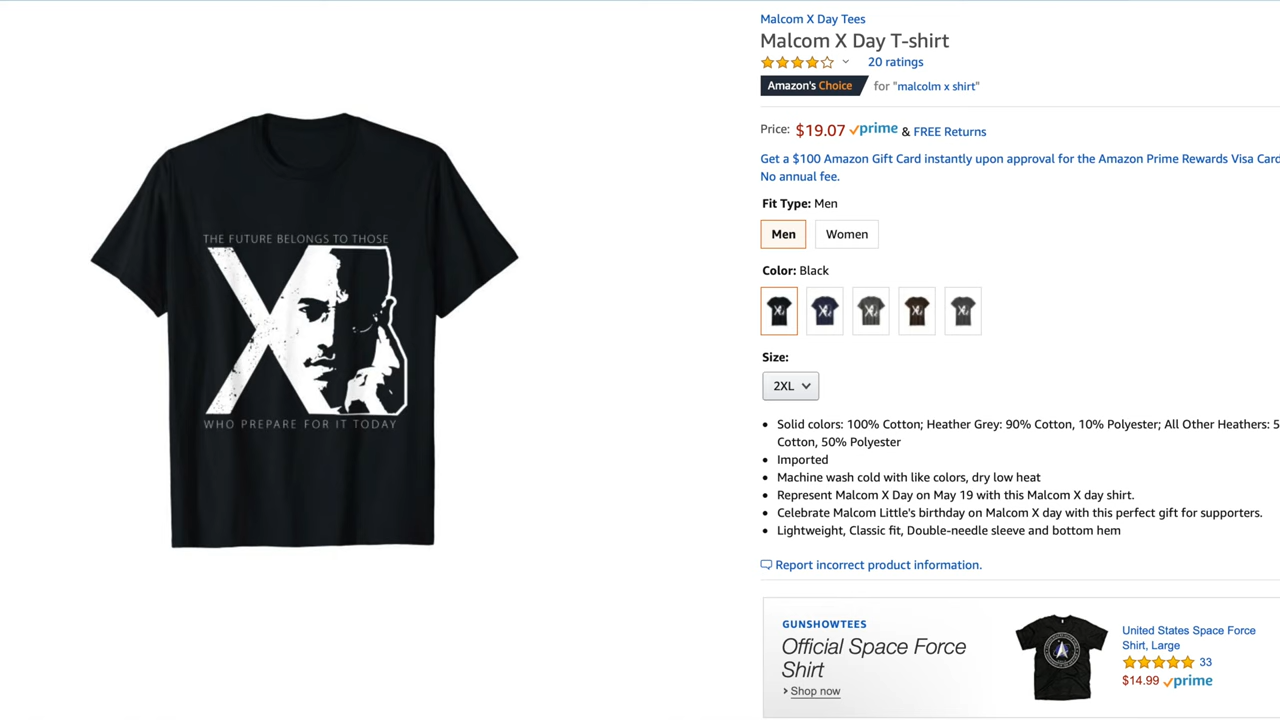 Malcom X Day Tees
Malcom X Day T-shirt
20 ratings
Amazon's Choice for "malcolm x shirt"
Price: $19.07 prime & FREE Returns
Get a $100 Amazon Gift Card instantly upon approval for the Amazon Prime Rewards Visa Card
No annual fee.
Fit Type: Men
Men Women
Color: Black
Size:
2XL
Solid colors: 100% Cotton; Heather Grey: 90% Cotton, 10% Polyester; All Other Heathers: 5
Cotton, 50% Polyester
Imported
Machine wash cold with like colors, dry low heat
Represent Malcom X Day on May 19 with this Malcom X day shirt.
Celebrate Malcom Little's birthday on Malcom X day with this perfect gift for supporters.
Lightweight, Classic fit, Double-needle sleeve and bottom hem
Report incorrect product information.
GUNSHOWTEES
Official Space Force
Shirt
Shop now
United States Space Force
Shirt, Large
33
$14.99 prime
THE FUTURE BELONGS TO THOSE
X
WHO PREPARE FOR IT TODAY